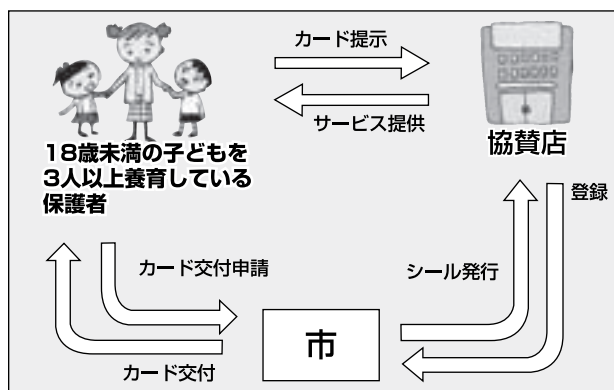 カード提示
サービス提供
協賛店
18歳未満の子どもを
3人以上養育している
保護者
登録
カード交付申請
シール発行
市
カード交付